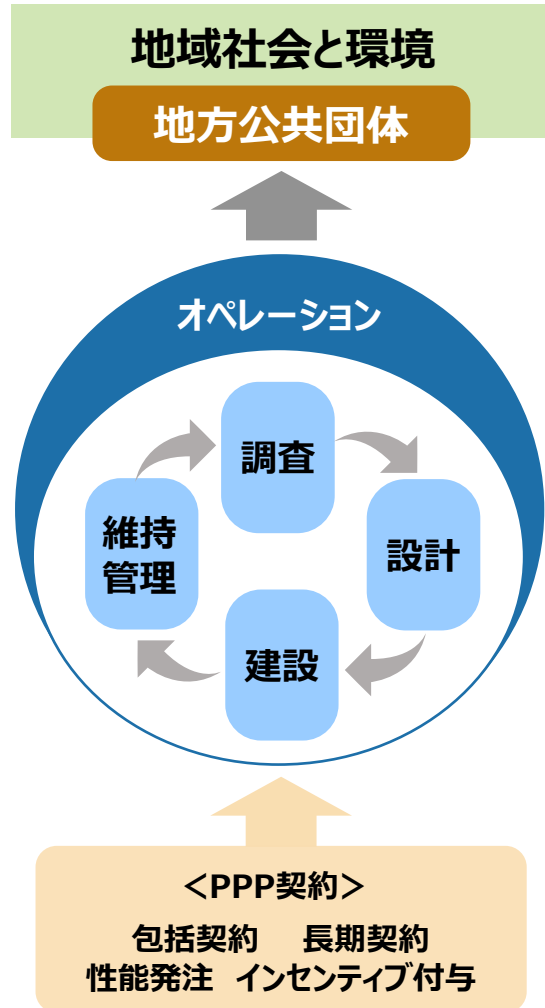 地域社会と環境
地方公共団体
オペレーション
調査
設計
建設
維持
管理
<PPP契約>
包括契約　長期契約
性能発注　インセンティブ付与